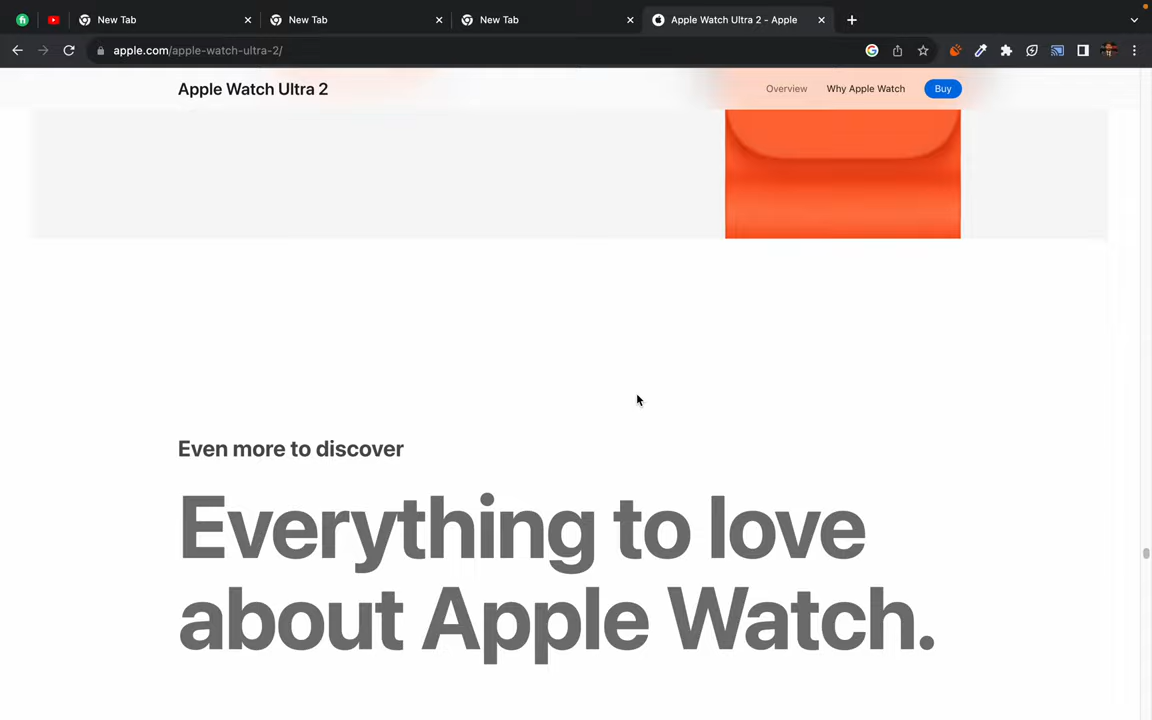 New Tab
New Tab
New Tab
Apple Watch Ultra 2 - Apple
apple.com/apple-watch-ultra-2/
Apple Watch Ultra 2
Overview
Why Apple Watch
Buy
Even more to discover
Everything to love
about Apple Watch.